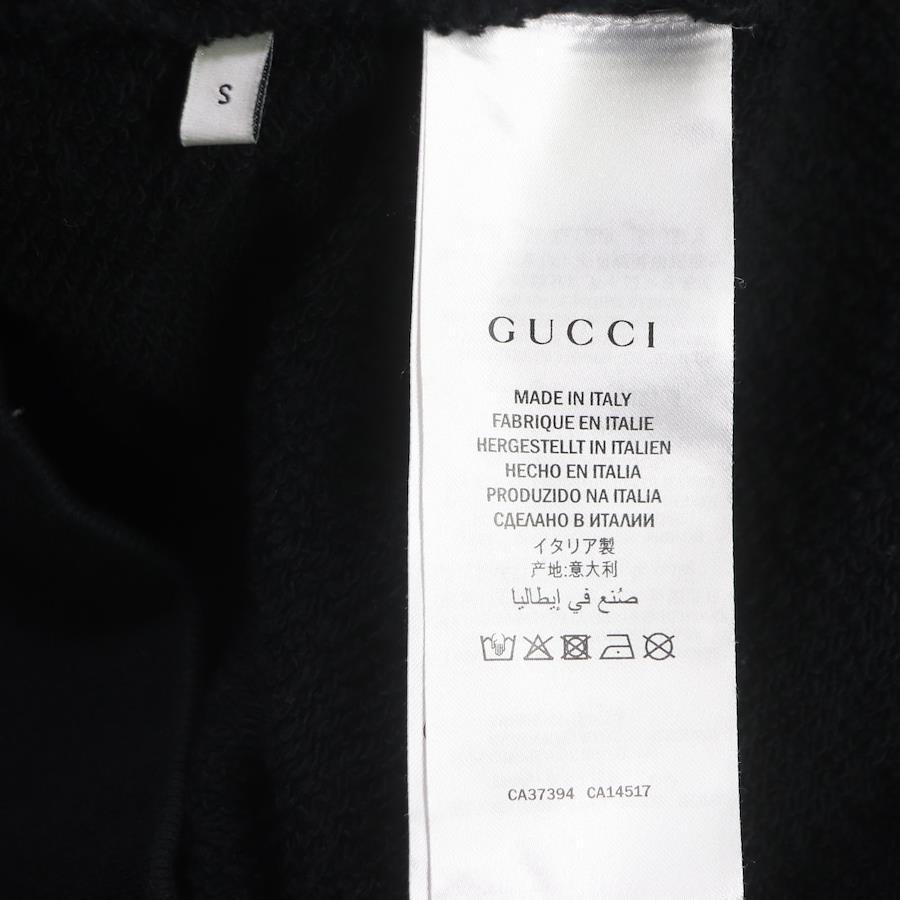 S
GUCCI
MADE IN ITALY
FABRIQUE EN ITALIE
HERGESTELLT IN ITALIEN
HECHO EN ITALIA
PRODUZIDO NA ITALIA
СДЕЛАНО В ИТАЛИИ
イタリア製
产地:意大利
صُنع في إيطاليا
CA37394 CA14517